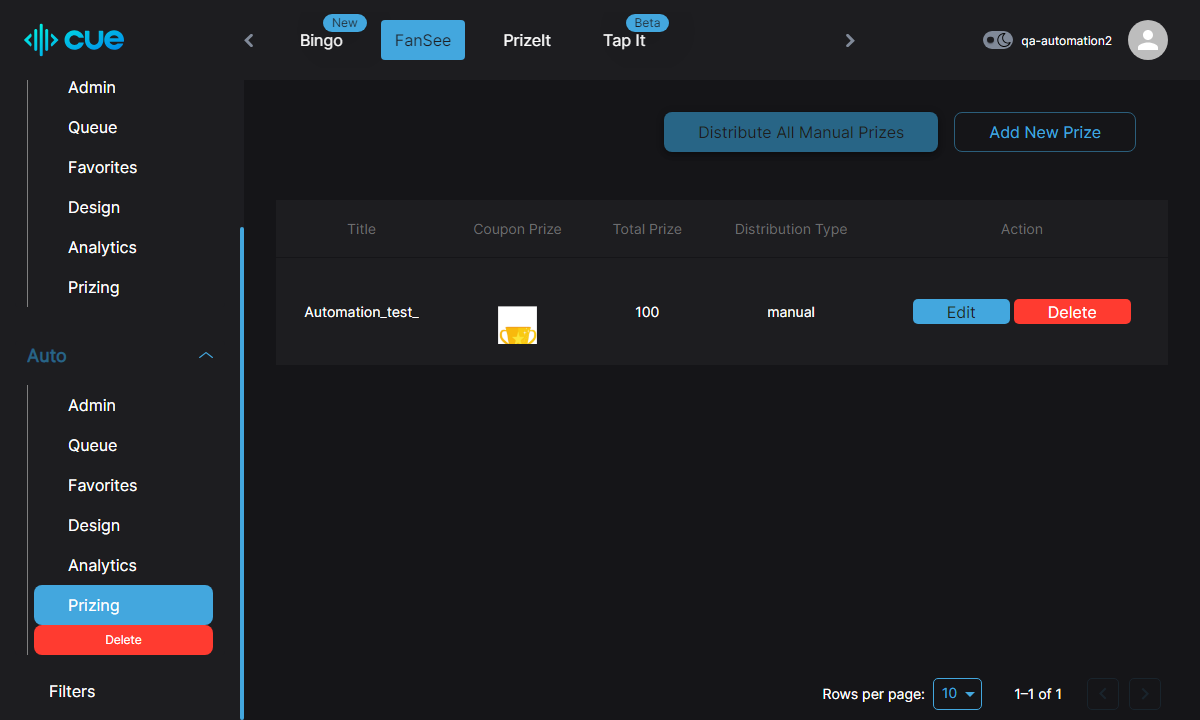 cue
New
Bingo
FanSee
PrizeIt
Beta
Tap It
qa-automation2
Admin
Queue
Favorites
Design
Analytics
Prizing
Auto
Admin
Queue
Favorites
Design
Analytics
Prizing
Delete
Filters
Distribute All Manual Prizes
Add New Prize
Title Coupon Prize Total Prize Distribution Type Action
Automation_test_ 100 manual Edit Delete
Rows per page: 10 1–1 of 1